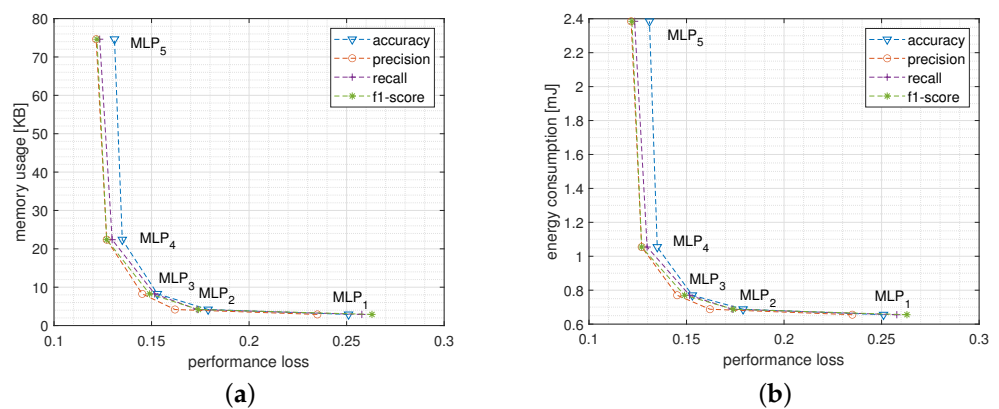 80
70
60
50
40
30
20
10
0
memory usage [KB]
0.1 0.15 0.2 0.25 0.3
performance loss
MLP5
MLP4
MLP3
MLP2
MLP1
accuracy
precision
recall
f1-score
(a)
2.4
2.2
2
1.8
1.6
1.4
1.2
1
0.8
0.6
energy consumption [mJ]
0.1 0.15 0.2 0.25 0.3
performance loss
MLP5
MLP4
MLP3
MLP2
MLP1
accuracy
precision
recall
f1-score
(b)